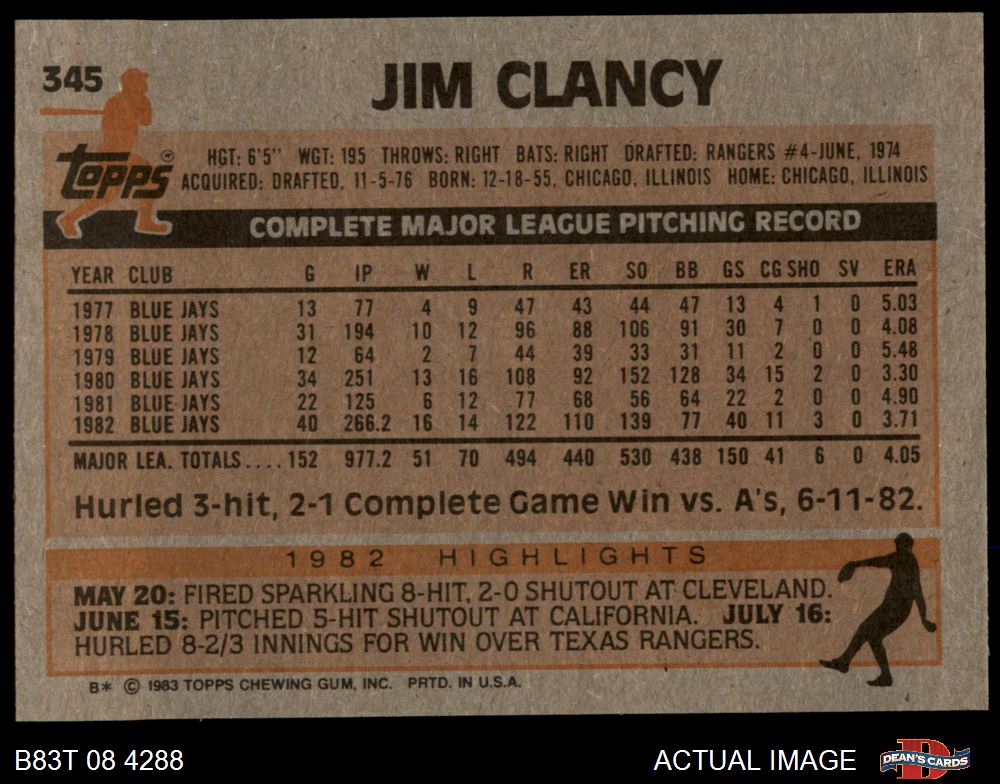 345
JIM CLANCY
topps
HGT: 6'5" WGT: 195 THROWS: RIGHT BATS: RIGHT DRAFTED: RANGERS #4-JUNE, 1974
ACQUIRED: DRAFTED, 11-5-76 BORN: 12-18-55, CHICAGO, ILLINOIS HOME: CHICAGO, ILLINOIS
COMPLETE MAJOR LEAGUE PITCHING RECORD
YEAR CLUB G IP W L R ER SO BB GS CG SHO SV ERA
1977 BLUE JAYS 13 77 4 9 47 43 44 47 13 4 1 0 5.03
1978 BLUE JAYS 31 194 10 12 96 88 106 91 30 7 0 0 4.08
1979 BLUE JAYS 12 64 2 7 44 39 33 31 11 2 0 0 5.48
1980 BLUE JAYS 34 251 13 16 108 92 152 128 34 15 2 0 3.30
1981 BLUE JAYS 22 125 6 12 77 68 56 64 22 2 0 0 4.90
1982 BLUE JAYS 40 266.2 16 14 122 110 139 77 40 11 3 0 3.71
MAJOR LEA. TOTALS.... 152 977.2 51 70 494 440 530 438 150 41 6 0 4.05
Hurled 3-hit, 2-1 Complete Game Win vs. A's, 6-11-82.
1982 HIGHLIGHTS
MAY 20: FIRED SPARKLING 8-HIT, 2-0 SHUTOUT AT CLEVELAND.
JUNE 15: PITCHED 5-HIT SHUTOUT AT CALIFORNIA. JULY 16:
HURLED 8-2/3 INNINGS FOR WIN OVER TEXAS RANGERS.
B* © 1983 TOPPS CHEWING GUM, INC. PRTD. IN U.S.A.
B83T 08 4288
ACTUAL IMAGE
DEAN'S CARDS